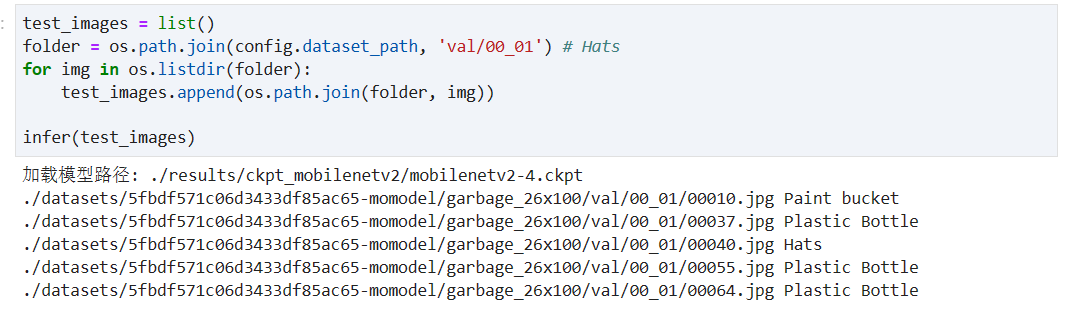 :
test_images = list()
folder = os.path.join(config.dataset_path, 'val/00_01') # Hats
for img in os.listdir(folder):
    test_images.append(os.path.join(folder, img))
infer(test_images)
加载模型路径: ./results/ckpt_mobilenetv2/mobilenetv2-4.ckpt
./datasets/5fbdf571c06d3433df85ac65-momodel/garbage_26x100/val/00_01/00010.jpg Paint bucket
./datasets/5fbdf571c06d3433df85ac65-momodel/garbage_26x100/val/00_01/00037.jpg Plastic Bottle
./datasets/5fbdf571c06d3433df85ac65-momodel/garbage_26x100/val/00_01/00040.jpg Hats
./datasets/5fbdf571c06d3433df85ac65-momodel/garbage_26x100/val/00_01/00055.jpg Plastic Bottle
./datasets/5fbdf571c06d3433df85ac65-momodel/garbage_26x100/val/00_01/00064.jpg Plastic Bottle